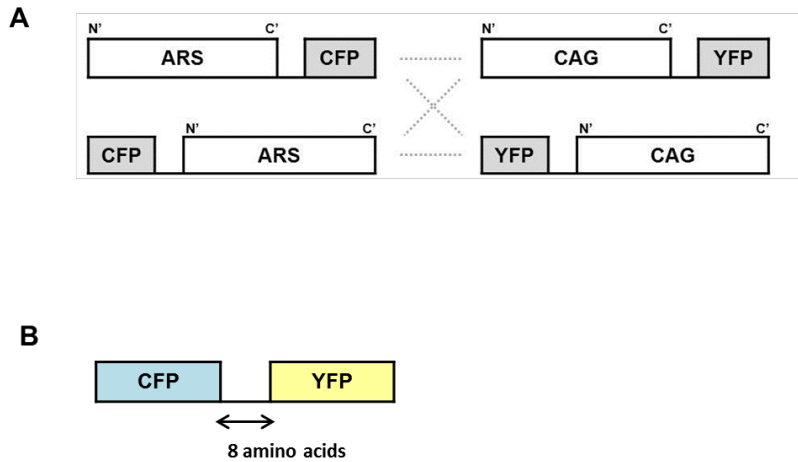 A
N' C' N' C'
ARS CFP CAG YFP
N' C' N' C'
CFP ARS YFP CAG
B
CFP YFP
8 amino acids